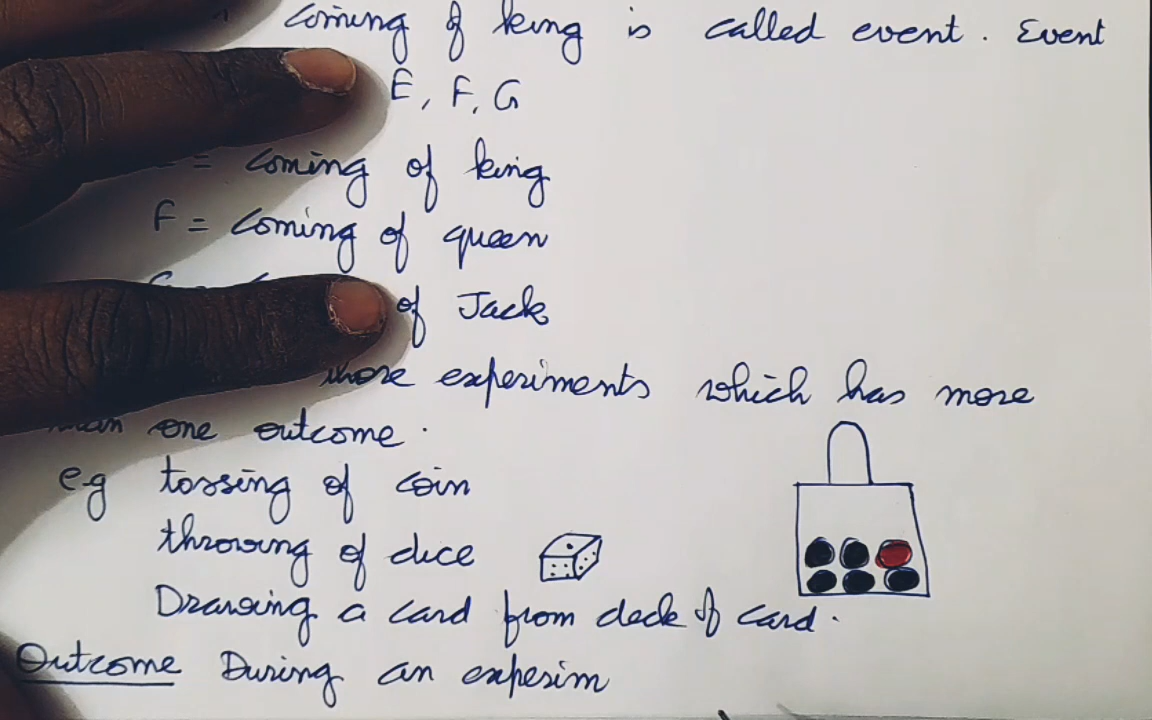 coming of king is called event. Event
E, F, G
= coming of king
F = coming of queen
of Jack
those experiments which has more
than one outcome.
e.g tossing of coin
throwing of dice
Drawing a card from deck of card.
Outcome During an experim